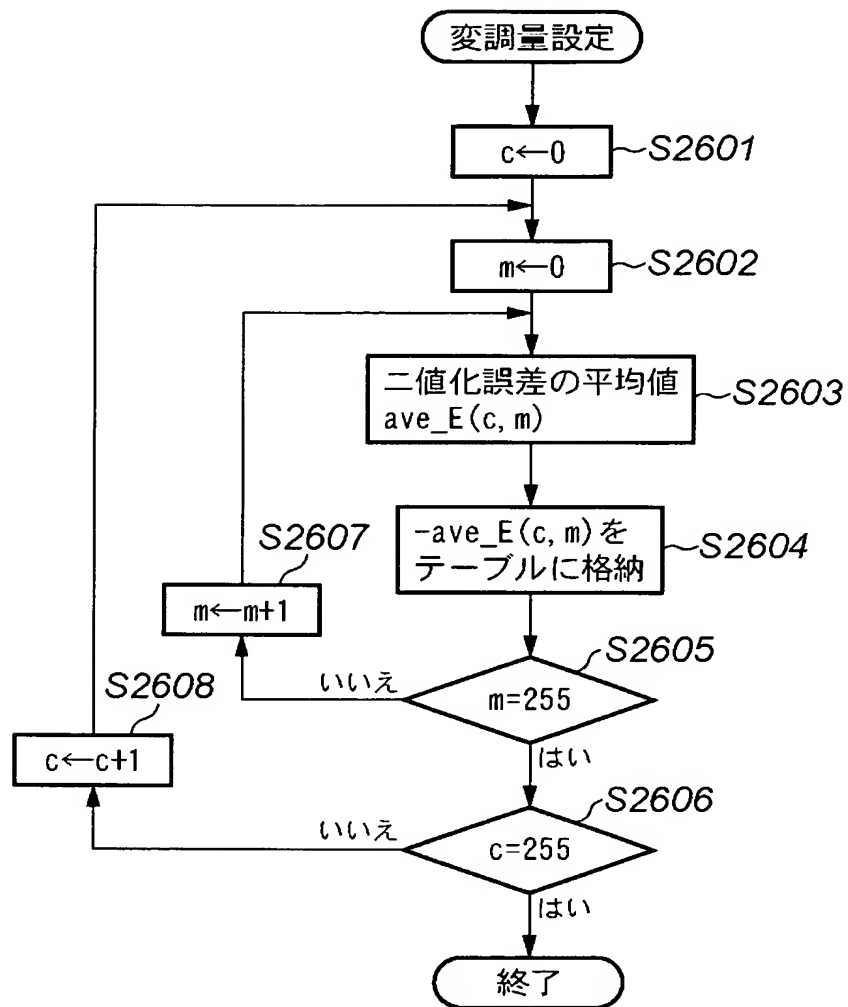 変調量設定
c←0
S2601
m←0
S2602
二値化誤差の平均値
ave_E(c,m)
S2603
-ave_E(c,m)を
テーブルに格納
S2604
S2607
m←m+1
S2605
いいえ
m=255
はい
S2608
c←c+1
S2606
いいえ
c=255
はい
終了